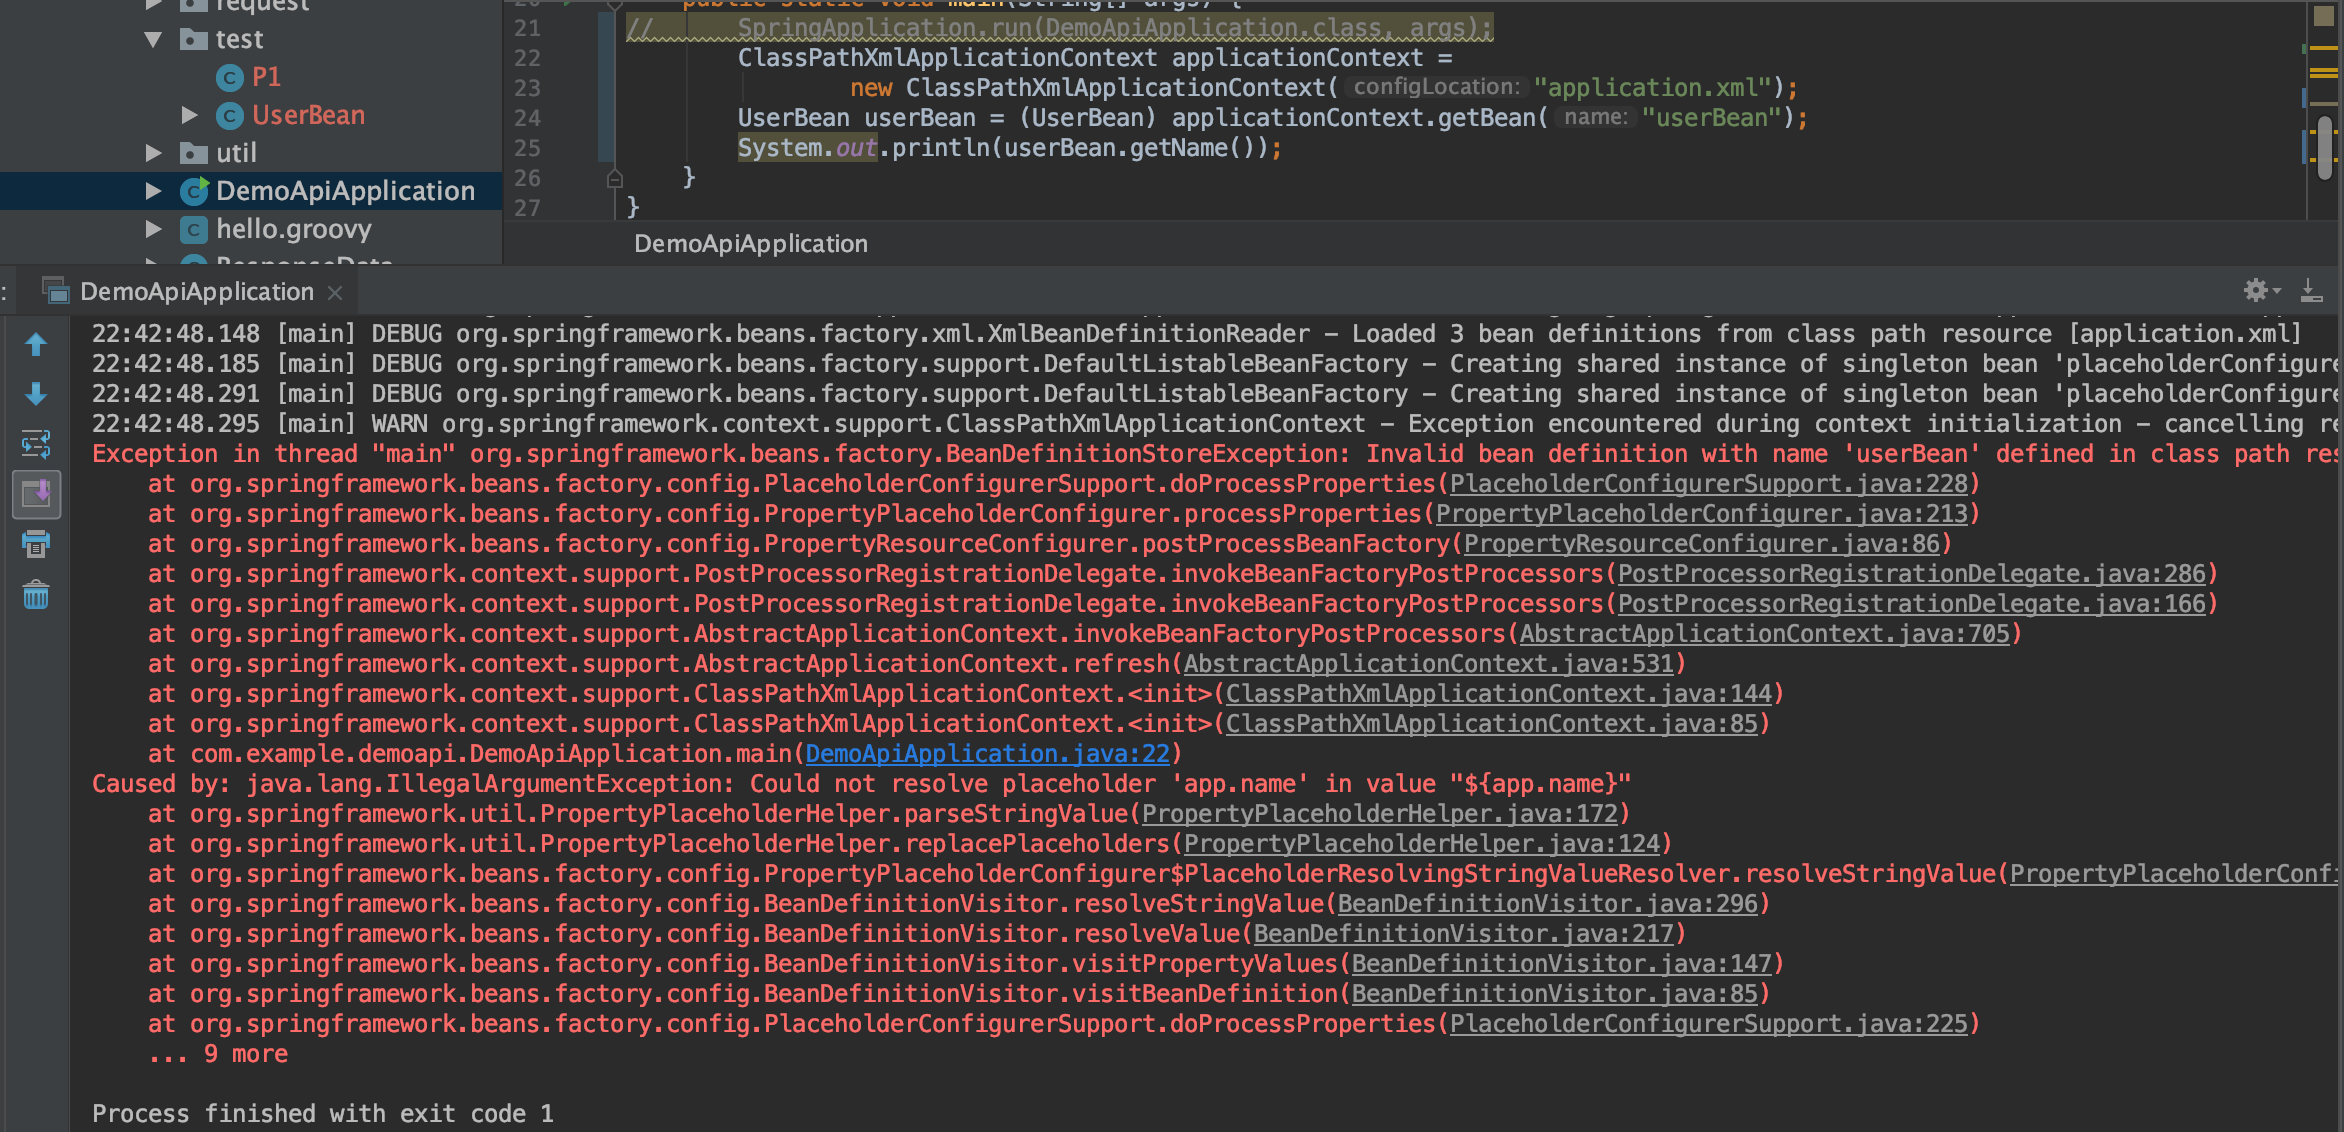 request
test
P1
UserBean
util
DemoApiApplication
hello.groovy
ResponseData
20 public static void main(String[] args) {
21 // SpringApplication.run(DemoApiApplication.class, args);
22 ClassPathXmlApplicationContext applicationContext =
23 new ClassPathXmlApplicationContext( configLocation: "application.xml");
24 UserBean userBean = (UserBean) applicationContext.getBean( name: "userBean");
25 System.out.println(userBean.getName());
26 }
27 }
DemoApiApplication
: DemoApiApplication ×
22:42:48.148 [main] DEBUG org.springframework.beans.factory.xml.XmlBeanDefinitionReader - Loaded 3 bean definitions from class path resource [application.xml]
22:42:48.185 [main] DEBUG org.springframework.beans.factory.support.DefaultListableBeanFactory - Creating shared instance of singleton bean 'placeholderConfigure
22:42:48.291 [main] DEBUG org.springframework.beans.factory.support.DefaultListableBeanFactory - Creating shared instance of singleton bean 'placeholderConfigure
22:42:48.295 [main] WARN org.springframework.context.support.ClassPathXmlApplicationContext - Exception encountered during context initialization - cancelling re
Exception in thread "main" org.springframework.beans.factory.BeanDefinitionStoreException: Invalid bean definition with name 'userBean' defined in class path res
at org.springframework.beans.factory.config.PlaceholderConfigurerSupport.doProcessProperties(PlaceholderConfigurerSupport.java:228)
at org.springframework.beans.factory.config.PropertyPlaceholderConfigurer.processProperties(PropertyPlaceholderConfigurer.java:213)
at org.springframework.beans.factory.config.PropertyResourceConfigurer.postProcessBeanFactory(PropertyResourceConfigurer.java:86)
at org.springframework.context.support.PostProcessorRegistrationDelegate.invokeBeanFactoryPostProcessors(PostProcessorRegistrationDelegate.java:286)
at org.springframework.context.support.PostProcessorRegistrationDelegate.invokeBeanFactoryPostProcessors(PostProcessorRegistrationDelegate.java:166)
at org.springframework.context.support.AbstractApplicationContext.invokeBeanFactoryPostProcessors(AbstractApplicationContext.java:705)
at org.springframework.context.support.AbstractApplicationContext.refresh(AbstractApplicationContext.java:531)
at org.springframework.context.support.ClassPathXmlApplicationContext.<init>(ClassPathXmlApplicationContext.java:144)
at org.springframework.context.support.ClassPathXmlApplicationContext.<init>(ClassPathXmlApplicationContext.java:85)
at com.example.demoapi.DemoApiApplication.main(DemoApiApplication.java:22)
Caused by: java.lang.IllegalArgumentException: Could not resolve placeholder 'app.name' in value "${app.name}"
at org.springframework.util.PropertyPlaceholderHelper.parseStringValue(PropertyPlaceholderHelper.java:172)
at org.springframework.util.PropertyPlaceholderHelper.replacePlaceholders(PropertyPlaceholderHelper.java:124)
at org.springframework.beans.factory.config.PropertyPlaceholderConfigurer$PlaceholderResolvingStringValueResolver.resolveStringValue(PropertyPlaceholderConfi
at org.springframework.beans.factory.config.BeanDefinitionVisitor.resolveStringValue(BeanDefinitionVisitor.java:296)
at org.springframework.beans.factory.config.BeanDefinitionVisitor.resolveValue(BeanDefinitionVisitor.java:217)
at org.springframework.beans.factory.config.BeanDefinitionVisitor.visitPropertyValues(BeanDefinitionVisitor.java:147)
at org.springframework.beans.factory.config.BeanDefinitionVisitor.visitBeanDefinition(BeanDefinitionVisitor.java:85)
at org.springframework.beans.factory.config.PlaceholderConfigurerSupport.doProcessProperties(PlaceholderConfigurerSupport.java:225)
... 9 more
Process finished with exit code 1